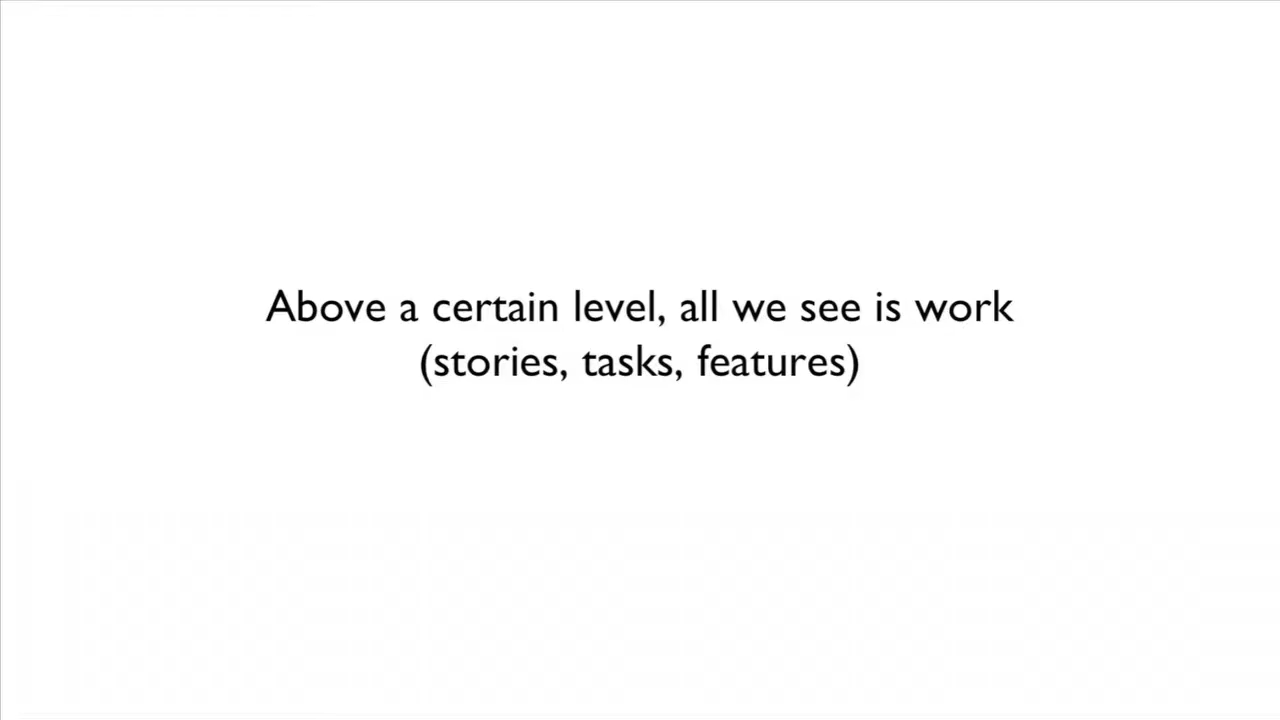 Above a certain level, all we see is work
(stories, tasks, features)